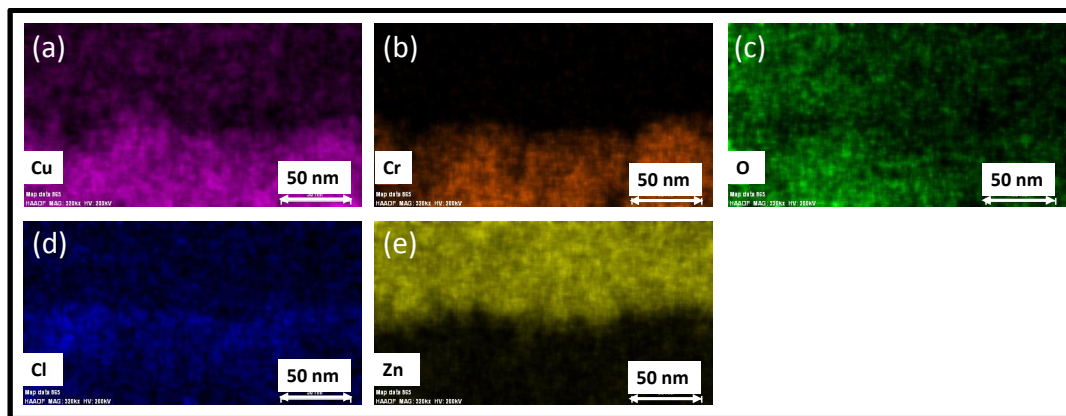 (a)
Cu
50 nm
Map data 865
HAADF MAG: 320kx HV: 200kV
(b)
Cr
50 nm
Map data 865
HAADF MAG: 320kx HV: 200kV
(c)
O
50 nm
Map data 865
HAADF MAG: 320kx HV: 200kV
(d)
Cl
50 nm
Map data 865
HAADF MAG: 320kx HV: 200kV
(e)
Zn
50 nm
Map data 865
HAADF MAG: 320kx HV: 200kV